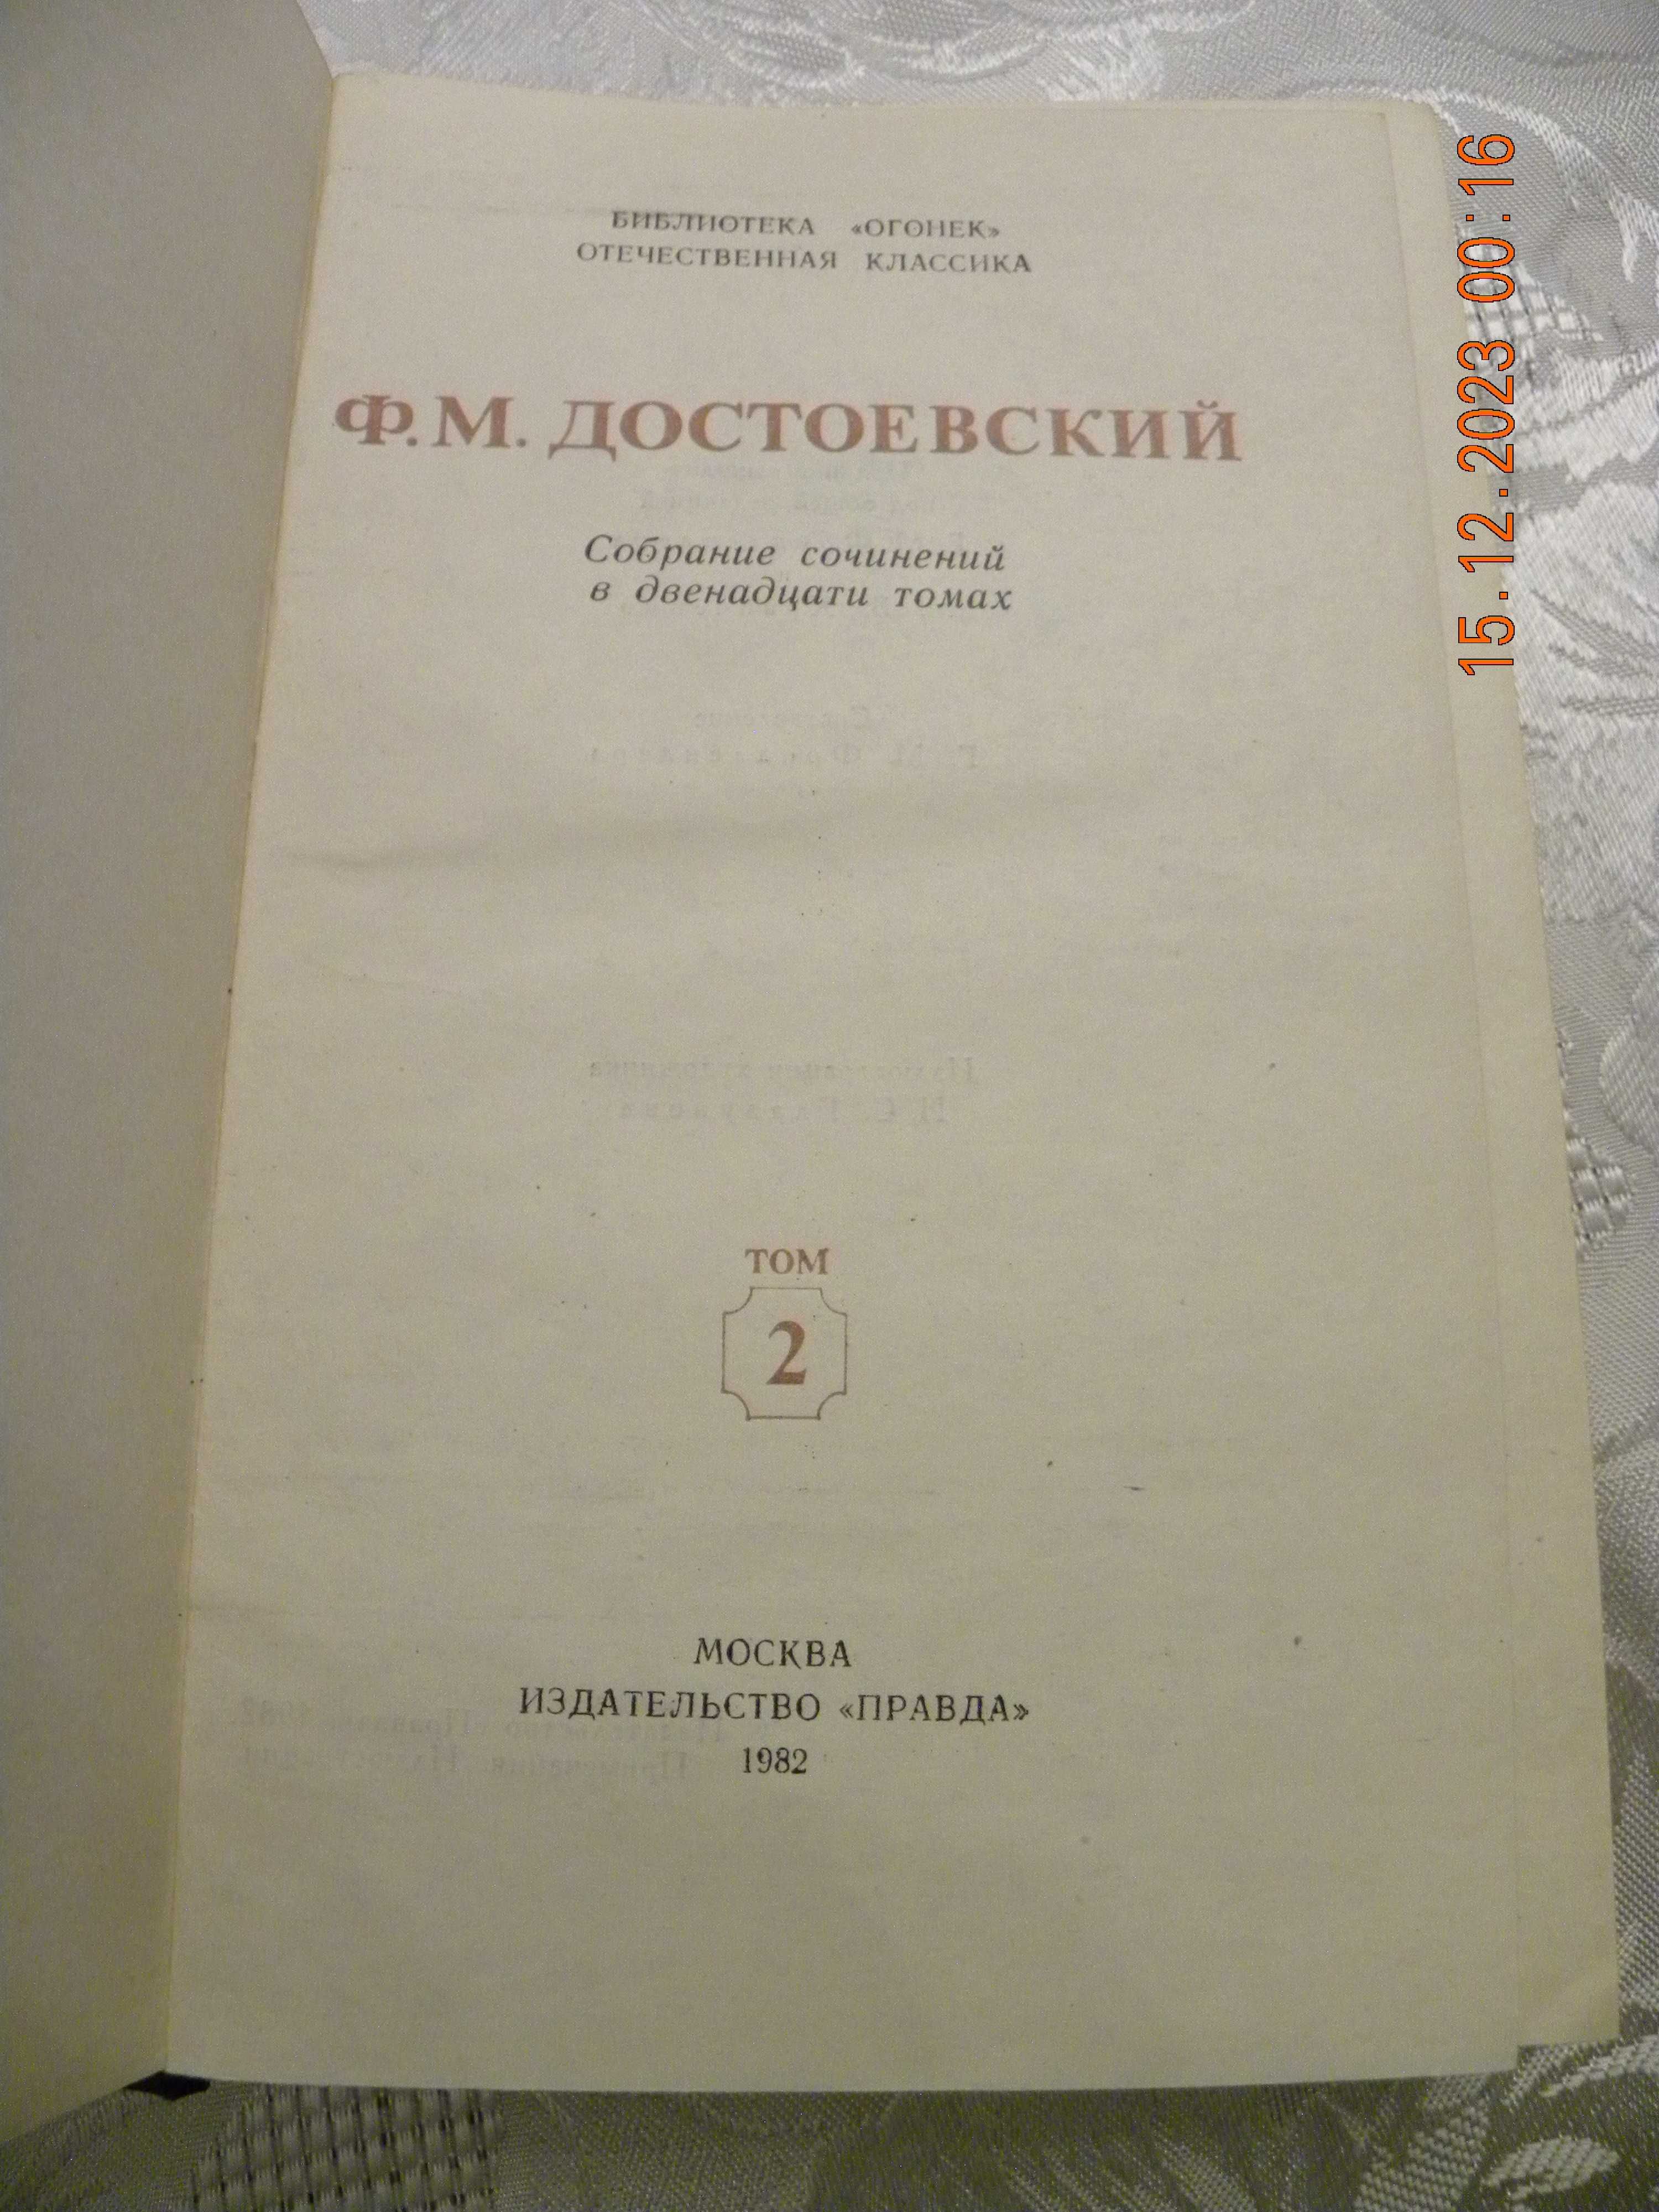 БИБЛИОТЕКА «ОГОНЕК»
ОТЕЧЕСТВЕННАЯ КЛАССИКА
Ф.М. ДОСТОЕВСКИЙ
Собрание сочинений
в двенадцати томах
ТОМ
2
МОСКВА
ИЗДАТЕЛЬСТВО «ПРАВДА»
1982
15.12.2023 00:16